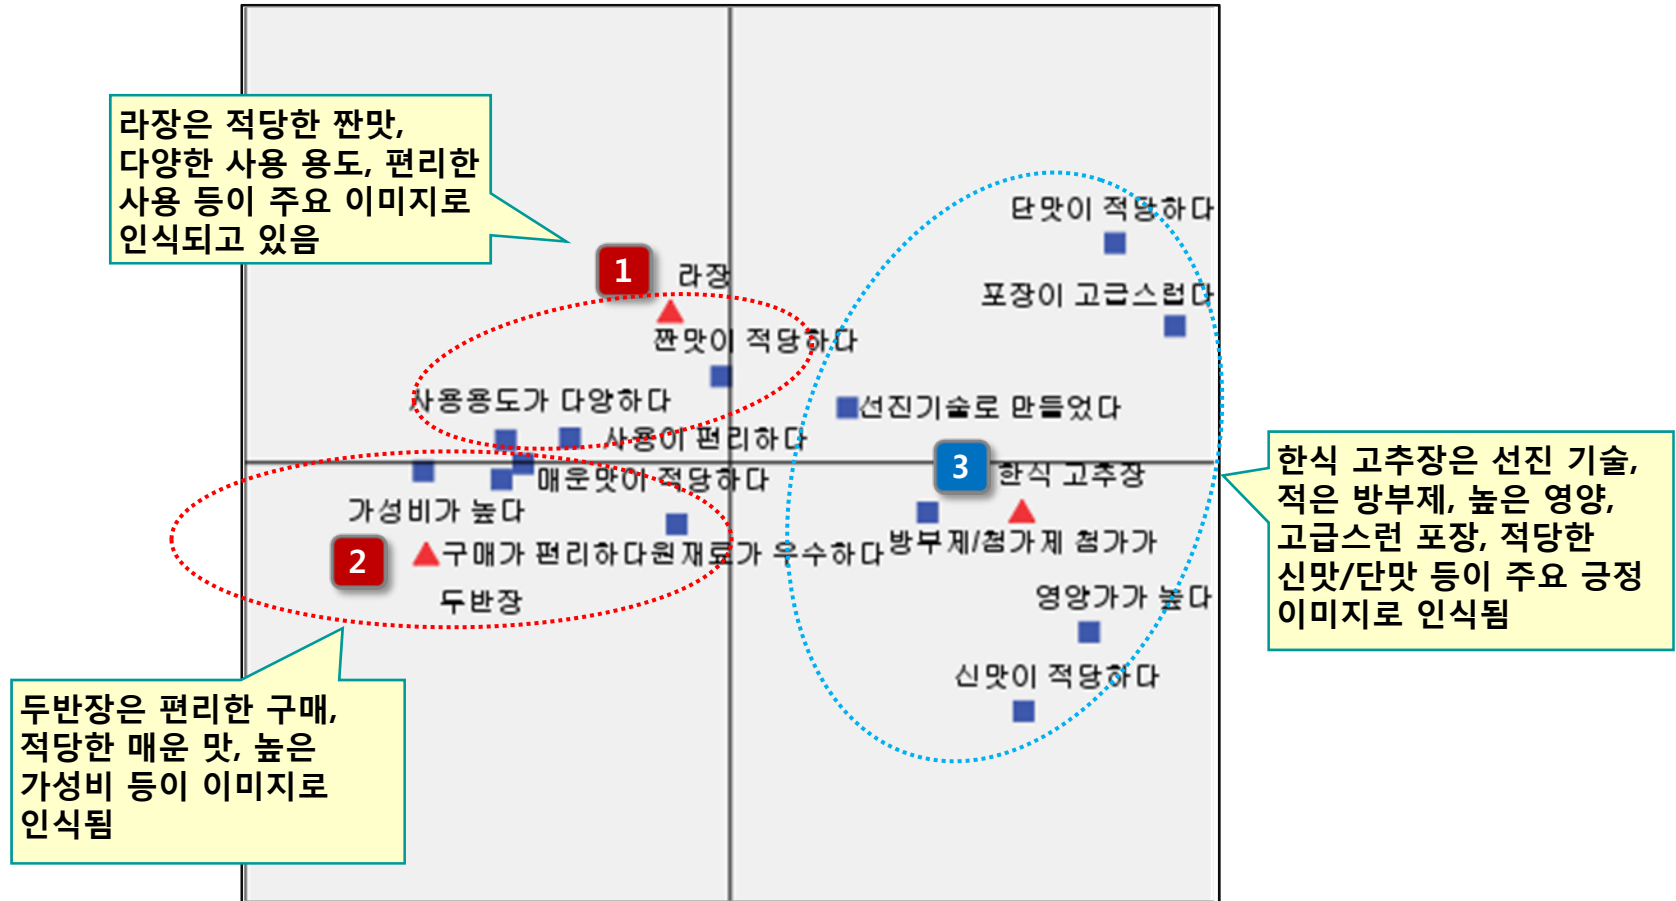 라장은 적당한 짠맛,
다양한 사용 용도, 편리한
사용 등이 주요 이미지로
인식되고 있음
단맛이 적당하다
포장이 고급스럽다
1
라장
짠맛이 적당하다
사용용도가 다양하다
선진기술로 만들었다
사용이 편리하다
3
한식 고추장
매운맛이 적당하다
가성비가 높다
2
구매가 편리하다
원재료가 우수하다
방부제/첨가제 첨가가
두반장
영양가가 높다
신맛이 적당하다
한식 고추장은 선진 기술,
적은 방부제, 높은 영양,
고급스런 포장, 적당한
신맛/단맛 등이 주요 긍정
이미지로 인식됨
두반장은 편리한 구매,
적당한 매운 맛, 높은
가성비 등이 이미지로
인식됨